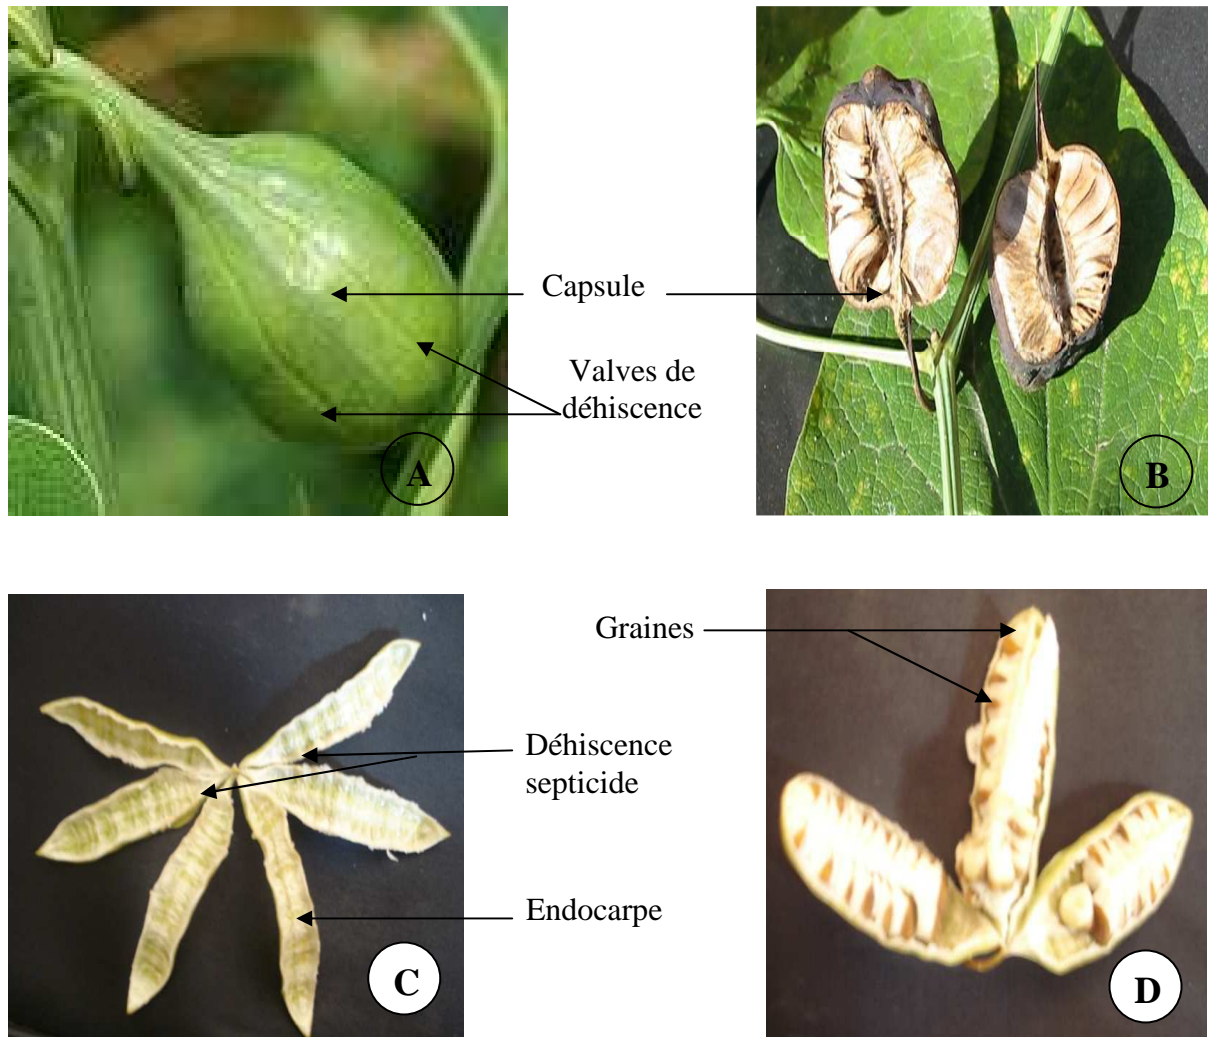 Capsule
Valves de
déhiscence
A
B
Graines
Déhiscence
septicide
Endocarpe
C
D